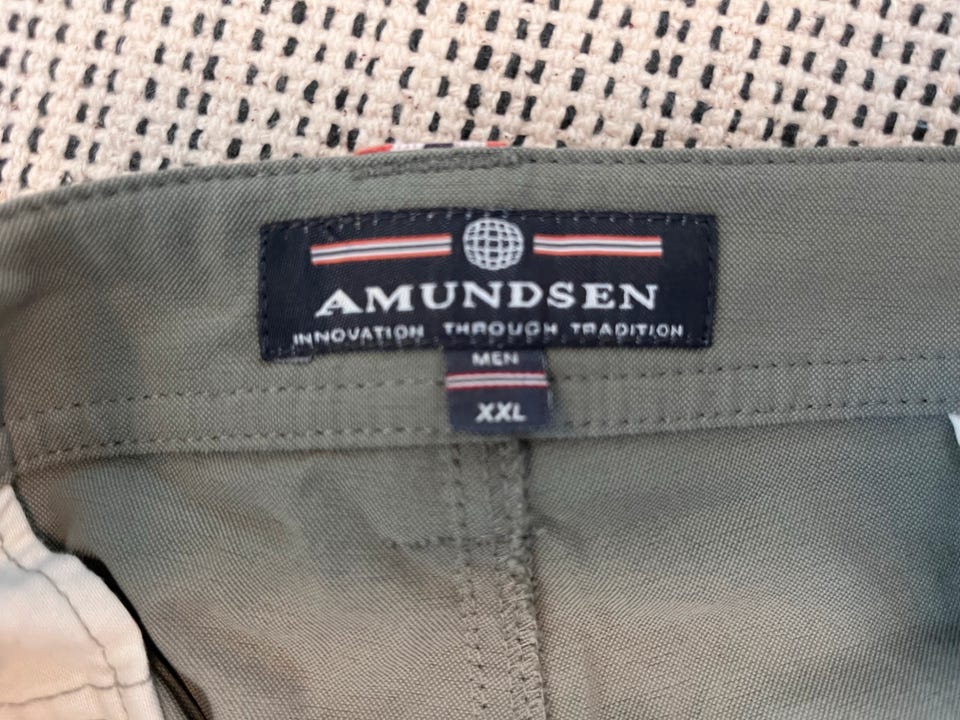 AMUNDSEN
INNOVATION THROUGH TRADITION
MEN
XXL